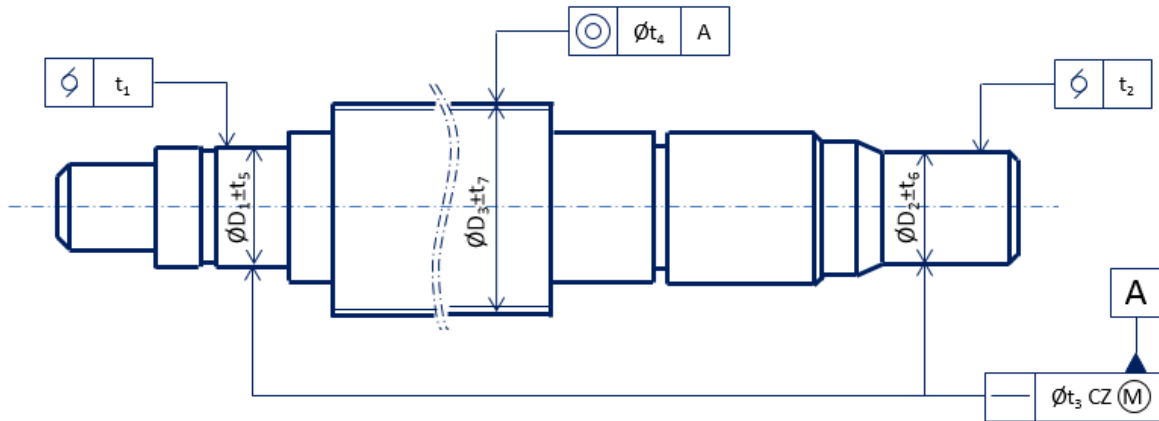 Øt₄ A
t₁
t₂
ØD₁±t₅
ØD₃±t₇
ØD₂±t₆
A
Øt₃ CZ Ⓜ